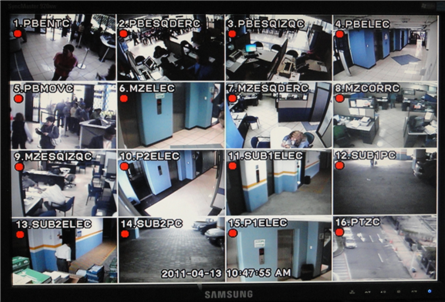 1.PBENTC
2.PBESQDERC
3.PBESQIZQC
4.PBELEC
5.PBMOVC
6.MZELEC
7.MZESQDERC
8.MZCORRC
9.MZESQIZQC
10.P2ELEC
11.SUB1ELEC
12.SUB1PC
13.SUB2ELEC
14.SUB2PC
15.P1ELEC
16.PTZC
2011-04-13 10:47:55 AM
SAMSUNG